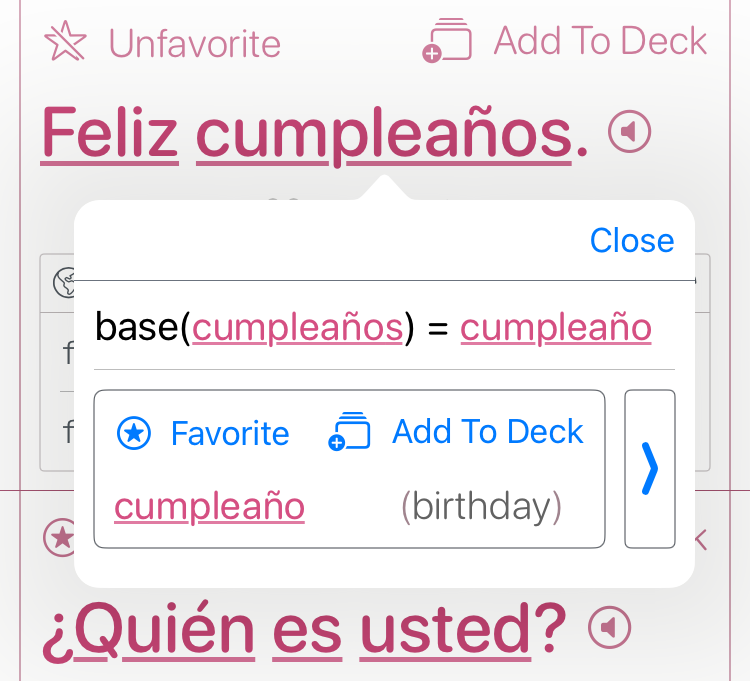 Unfavorite Add To Deck
Feliz cumpleaños.
Close
base(cumpleaños) = cumpleaño
f
Favorite Add To Deck
f
cumpleaño (birthday)
k
¿Quién es usted?